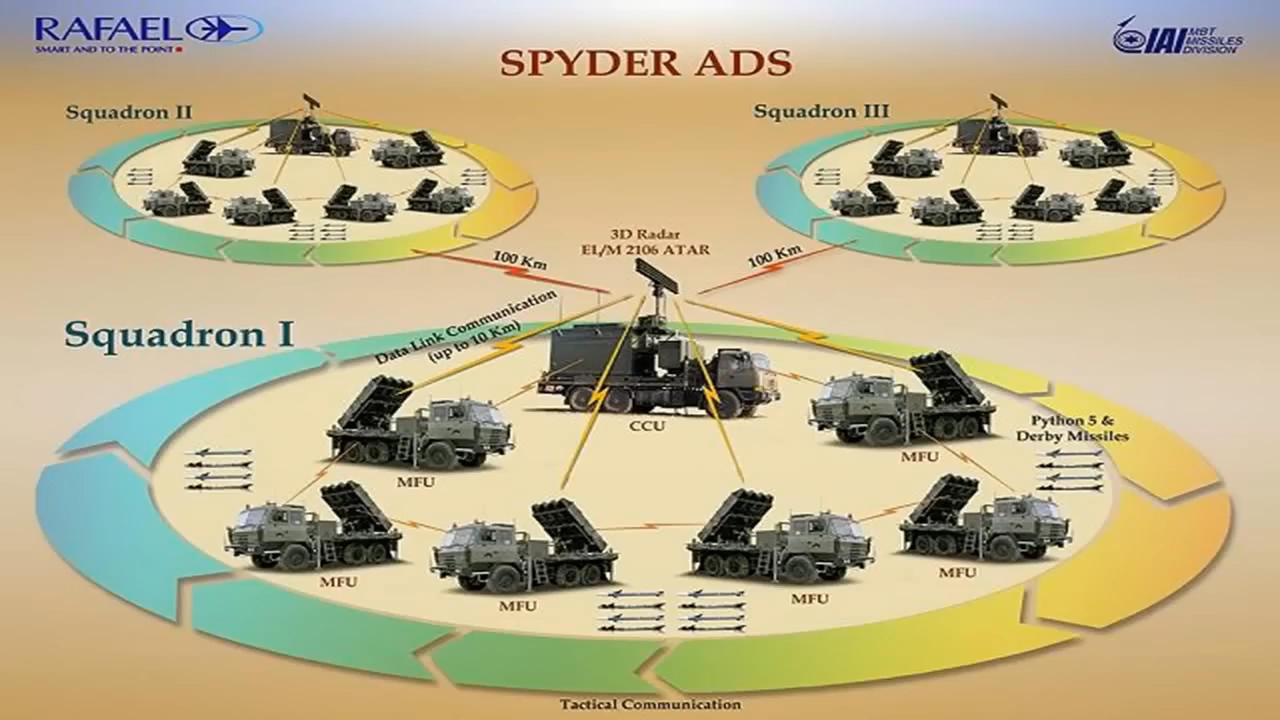 RAFAEL
SMART AND TO THE POINT
IAI MBT
MISSILES
DIVISION
SPYDER ADS
Squadron II
Squadron III
3D Radar
EL/M 2106 ATAR
100 Km
100 Km
Squadron I
Data Link Communication
(up to 10 Km)
CCU
Python 5 &
Derby Missiles
MFU
MFU
MFU
MFU
MFU
MFU
Tactical Communication